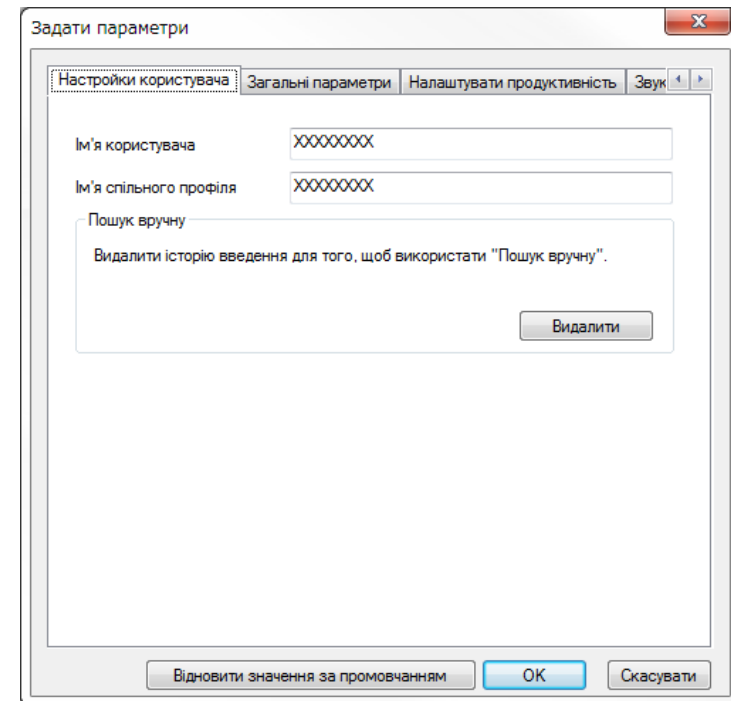 Задати параметри
Настройки користувача Загальні параметри Налаштувати продуктивність Звук
Ім'я користувача XXXXXXXX
Ім'я спільного профіля XXXXXXXX
Пошук вручну
Видалити історію введення для того, щоб використати "Пошук вручну".
Видалити
Відновити значення за промовчанням OK Скасувати